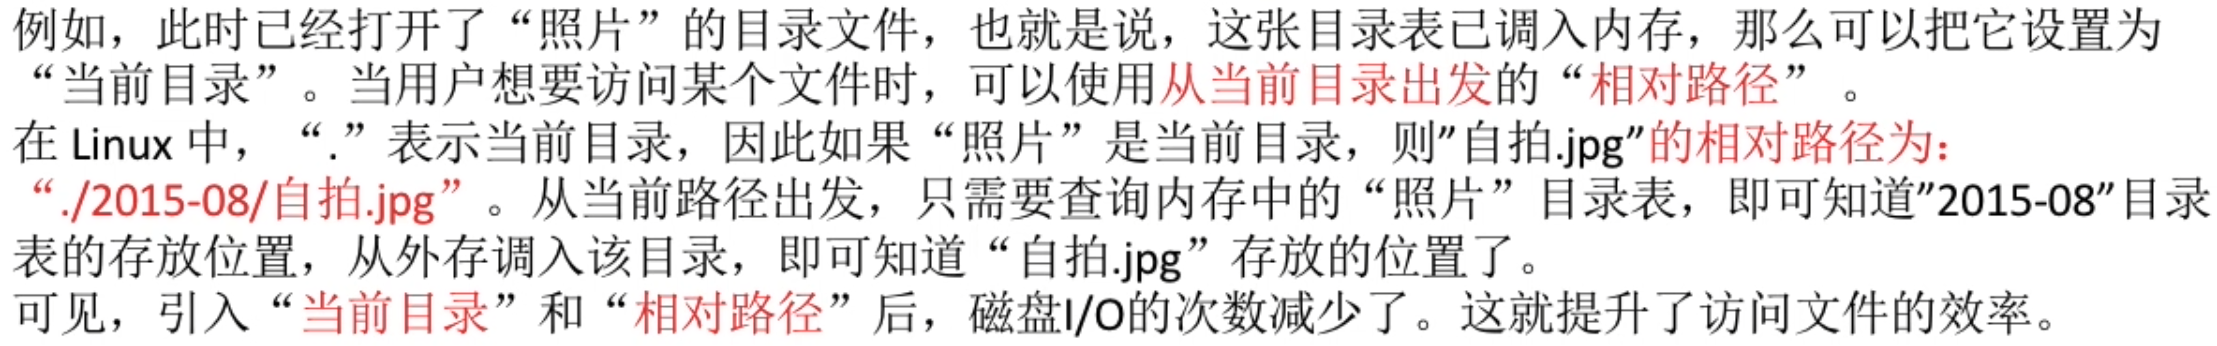 例如，此时已经打开了“照片”的目录文件，也就是说，这张目录表已调入内存，那么可以把它设置为
“当前目录”。当用户想要访问某个文件时，可以使用从当前目录出发的“相对路径”。
在 Linux 中，“.”表示当前目录，因此如果“照片”是当前目录，则”自拍.jpg”的相对路径为：
“./2015-08/自拍.jpg”。从当前路径出发，只需要查询内存中的“照片”目录表，即可知道”2015-08”目录
表的存放位置，从外存调入该目录，即可知道“自拍.jpg”存放的位置了。
可见，引入“当前目录”和“相对路径”后，磁盘I/O的次数减少了。这就提升了访问文件的效率。